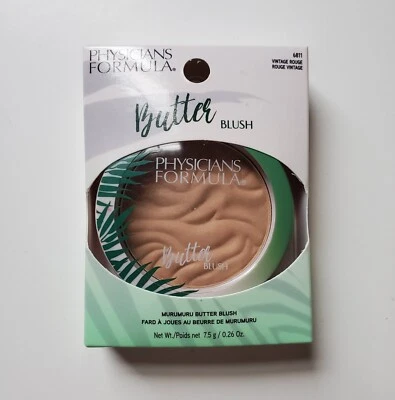 PHYSICIANS
FORMULA®
6811
VINTAGE ROUGE
ROUGE VINTAGE
Butter
BLUSH
PHYSICIANS
FORMULA®
Butter
BLUSH
MURUMURU BUTTER BLUSH
FARD À JOUES AU BEURRE DE MURUMURU
Net Wt./Poids net 7.5 g / 0.26 Oz.